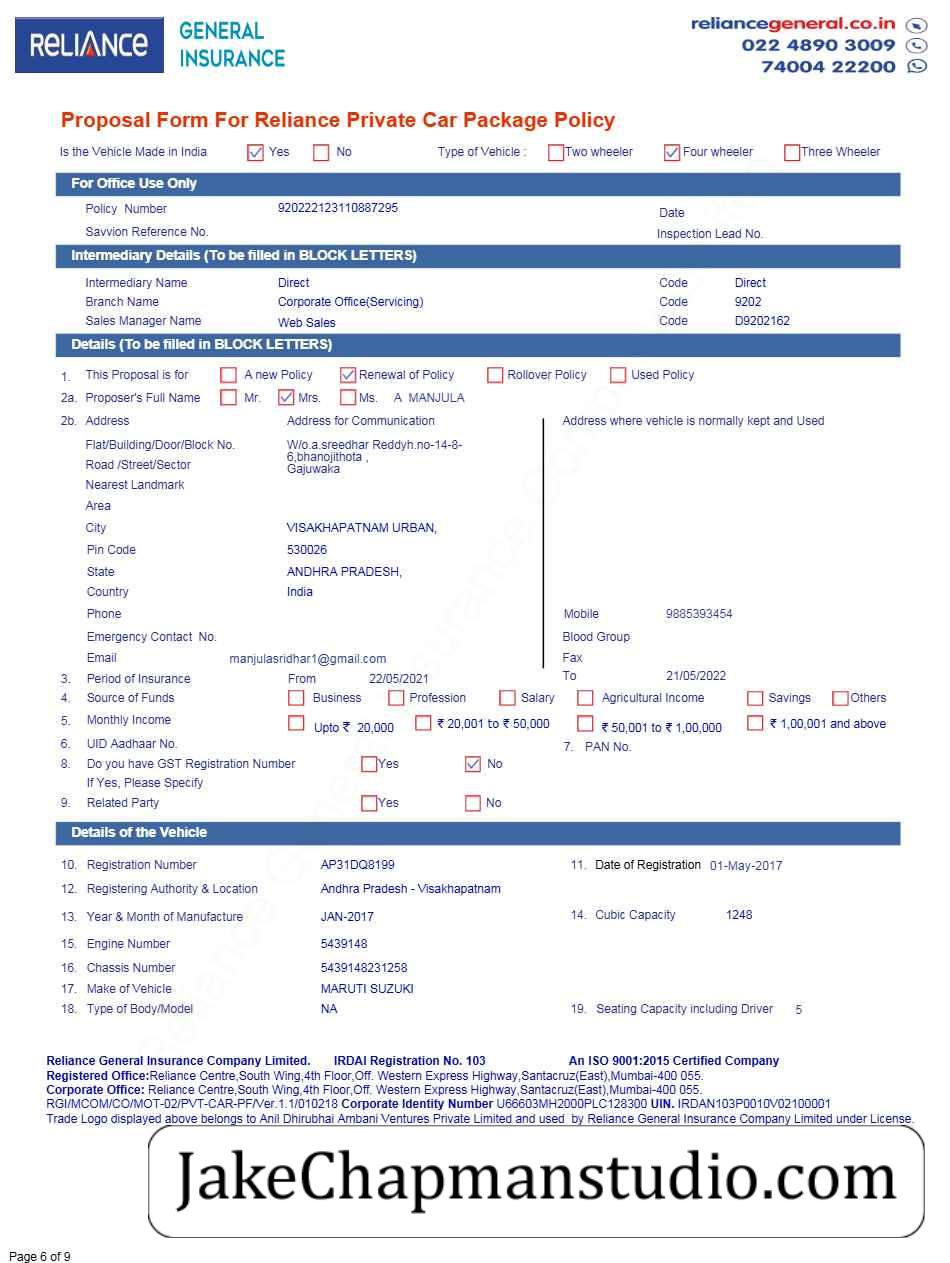 RELIANCE GENERAL INSURANCE
reliancegeneral.co.in
022 4890 3009
74004 22200
Proposal Form For Reliance Private Car Package Policy
Is the Vehicle Made in India Yes No Type of Vehicle : Two wheeler Four wheeler Three Wheeler
For Office Use Only
Policy Number 920222123110887295 Date
Savvion Reference No. Inspection Lead No.
Intermediary Details (To be filled in BLOCK LETTERS)
Intermediary Name Direct Code Direct
Branch Name Corporate Office(Servicing) Code 9202
Sales Manager Name Web Sales Code D9202162
Details (To be filled in BLOCK LETTERS)
1. This Proposal is for A new Policy Renewal of Policy Rollover Policy Used Policy
2a. Proposer's Full Name Mr. Mrs. Ms. A MANJULA
2b. Address Address for Communication Address where vehicle is normally kept and Used
Flat/Building/Door/Block No. W/o.a.sreedhar Reddyh.no-14-8-
6,bhanojithota ,
Road /Street/Sector Gajuwaka
Nearest Landmark
Area
City VISAKHAPATNAM URBAN,
Pin Code 530026
State ANDHRA PRADESH,
Country India
Phone Mobile 9885393454
Emergency Contact No. Blood Group
Email manjulasridhar1@gmail.com Fax
3. Period of Insurance From 22/05/2021 To 21/05/2022
4. Source of Funds Business Profession Salary Agricultural Income Savings Others
5. Monthly Income Upto ₹ 20,000 ₹ 20,001 to ₹ 50,000 ₹ 50,001 to ₹ 1,00,000 ₹ 1,00,001 and above
6. UID Aadhaar No. 7. PAN No.
8. Do you have GST Registration Number Yes No
If Yes, Please Specify
9. Related Party Yes No
Details of the Vehicle
10. Registration Number AP31DQ8199 11. Date of Registration 01-May-2017
12. Registering Authority & Location Andhra Pradesh - Visakhapatnam
13. Year & Month of Manufacture JAN-2017 14. Cubic Capacity 1248
15. Engine Number 5439148
16. Chassis Number 5439148231258
17. Make of Vehicle MARUTI SUZUKI
18. Type of Body/Model NA 19. Seating Capacity including Driver 5
Reliance General Insurance Company Limited. IRDAI Registration No. 103 An ISO 9001:2015 Certified Company
Registered Office:Reliance Centre,South Wing,4th Floor,Off. Western Express Highway,Santacruz(East),Mumbai-400 055.
Corporate Office: Reliance Centre,South Wing,4th Floor,Off. Western Express Highway,Santacruz(East),Mumbai-400 055.
RGI/MCOM/CO/MOT-02/PVT-CAR-PF/Ver.1.1/010218 Corporate Identity Number U66603MH2000PLC128300 UIN. IRDAN103P0010V02100001
Trade Logo displayed above belongs to Anil Dhirubhai Ambani Ventures Private Limited and used by Reliance General Insurance Company Limited under License.
JakeChapmanstudio.com
Page 6 of 9